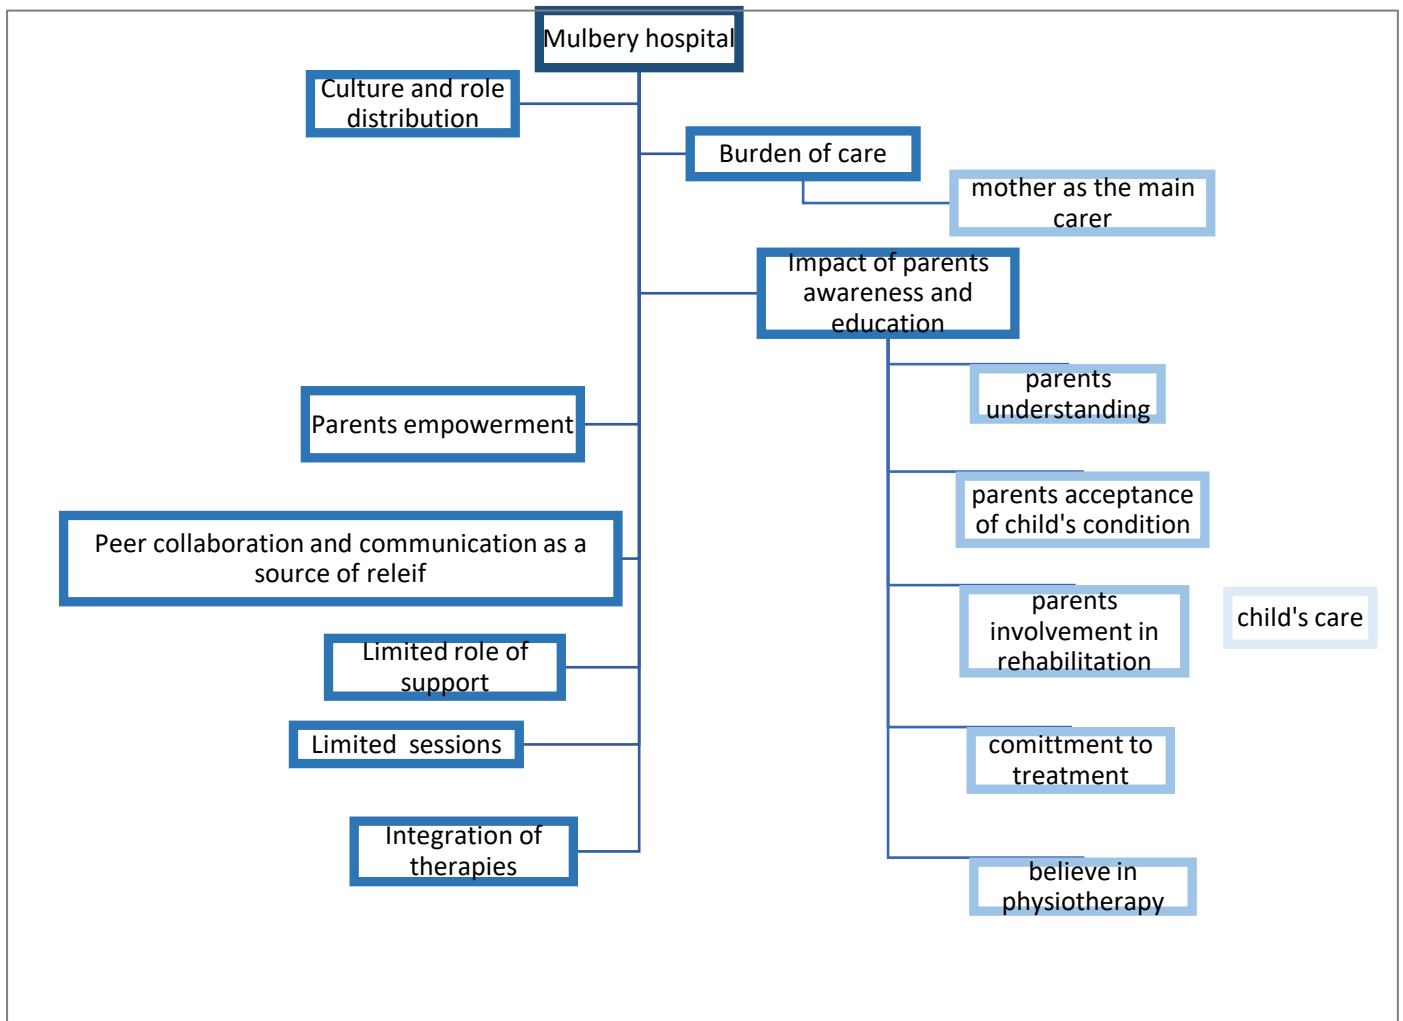 Mulbery hospital
Culture and role
distribution
Burden of care
mother as the main
carer
Impact of parents
awareness and
education
parents
understanding
Parents empowerment
parents acceptance
of child's condition
Peer collaboration and communication as a
source of releif
parents
involvement in
rehabilitation
child's care
Limited role of
support
Limited sessions
comittment to
treatment
Integration of
therapies
believe in
physiotherapy